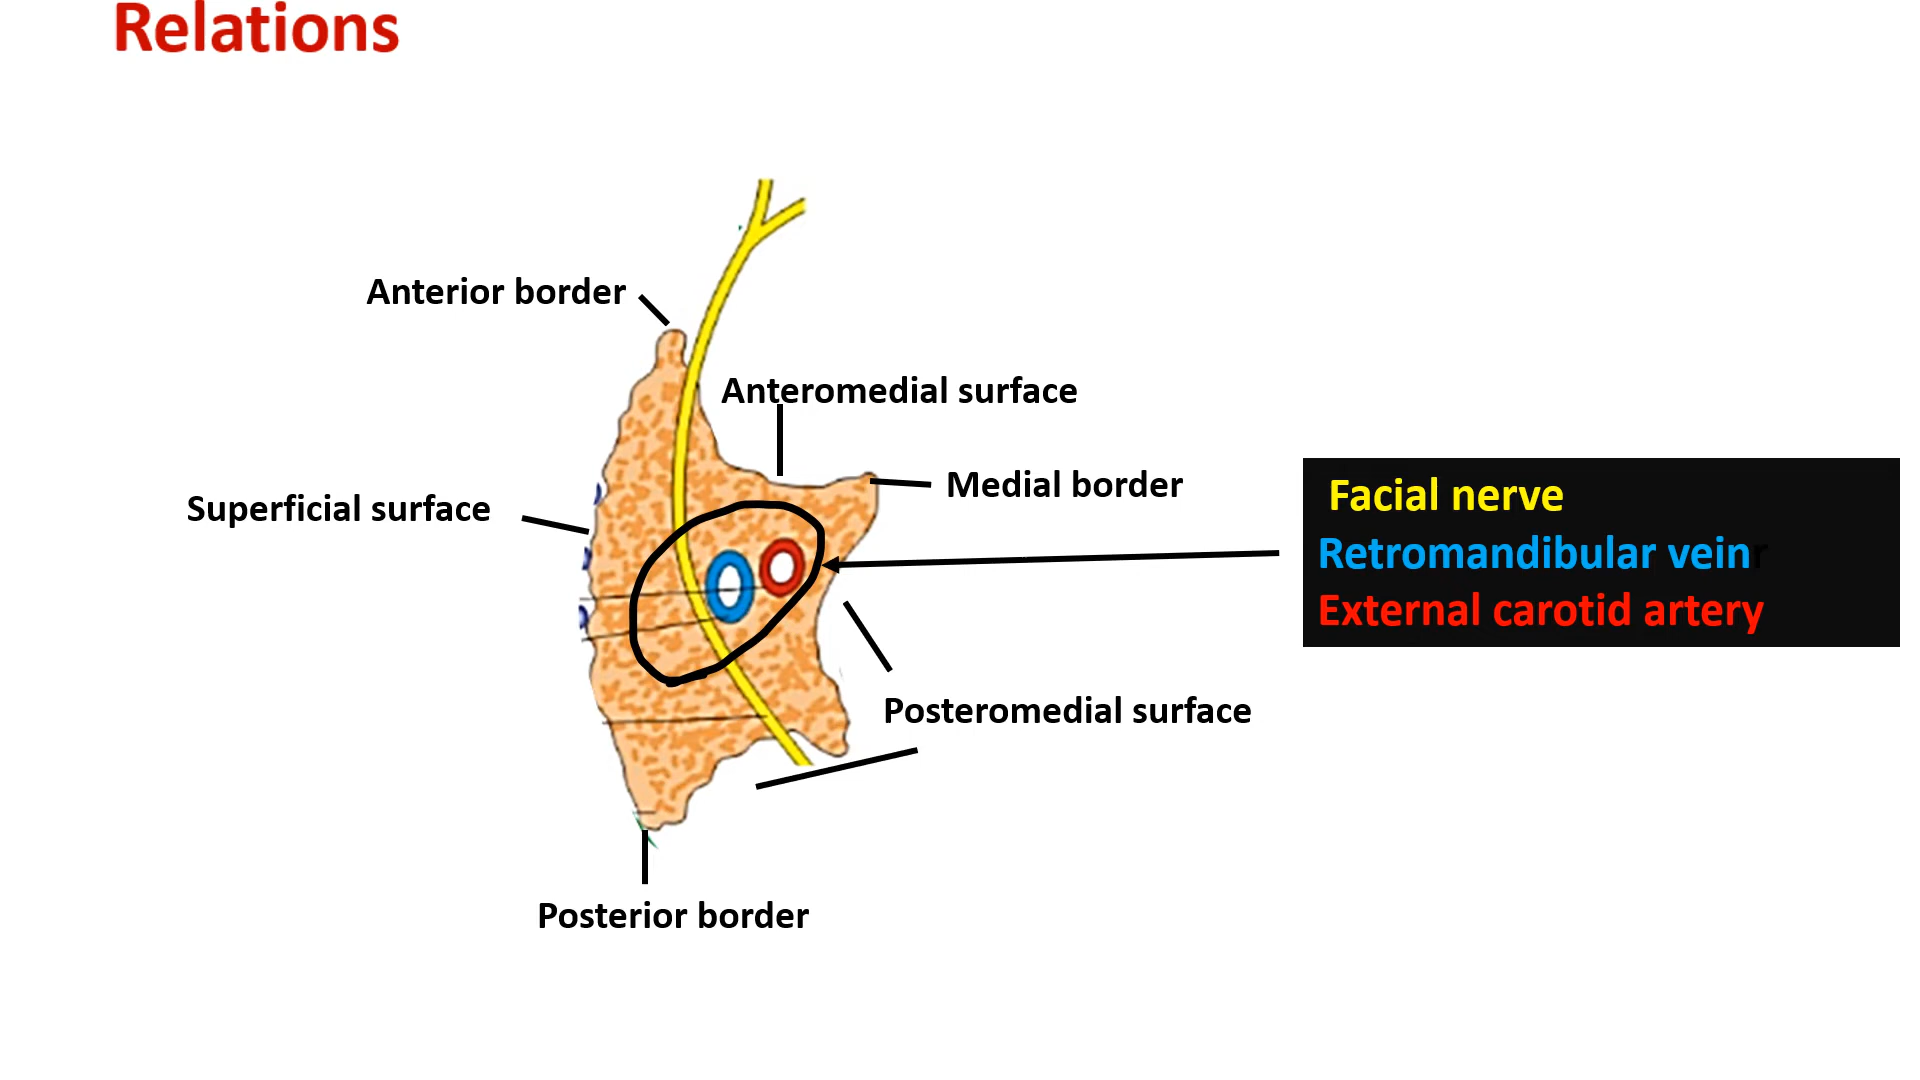 Relations
Anterior border
Anteromedial surface
Medial border
Superficial surface
Facial nerve
Retromandibular veinr
External carotid artery
Posteromedial surface
Posterior border